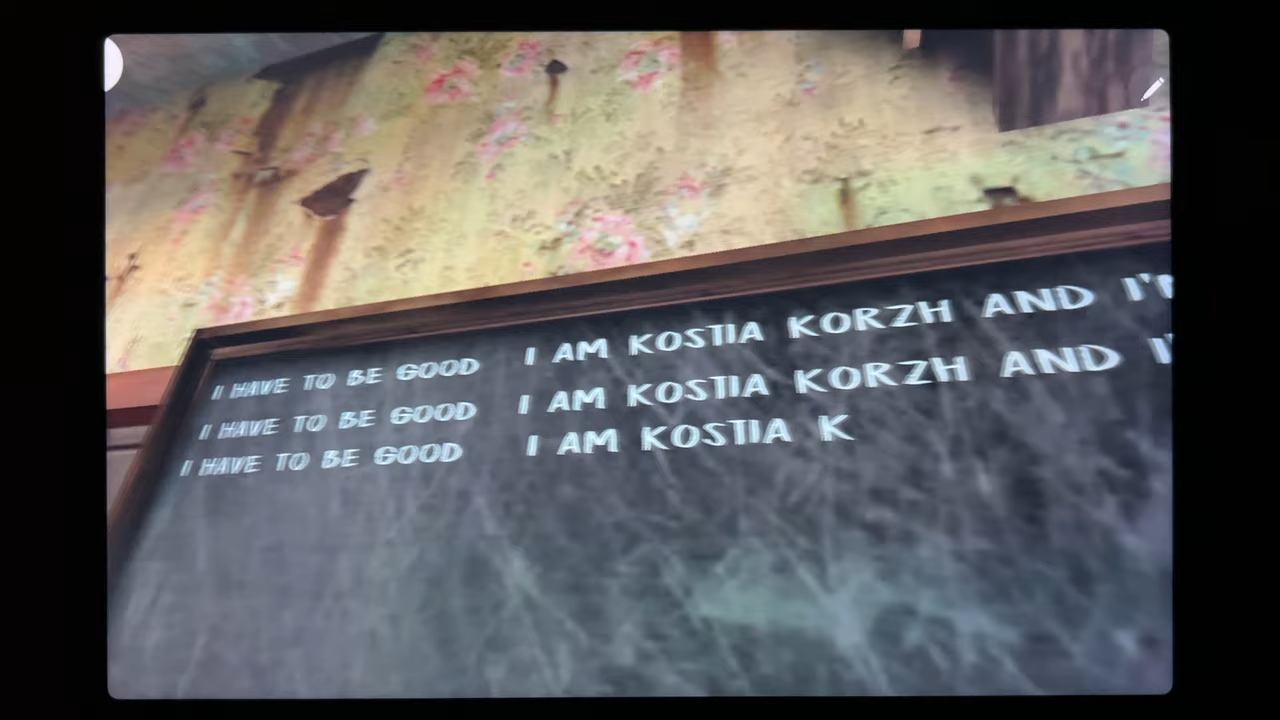 I HAVE TO BE GOOD
I HAVE TO BE GOOD
I HAVE TO BE GOOD
I AM KOSTIA KORZH AND I'M
I AM KOSTIA KORZH AND I'
I AM KOSTIA K